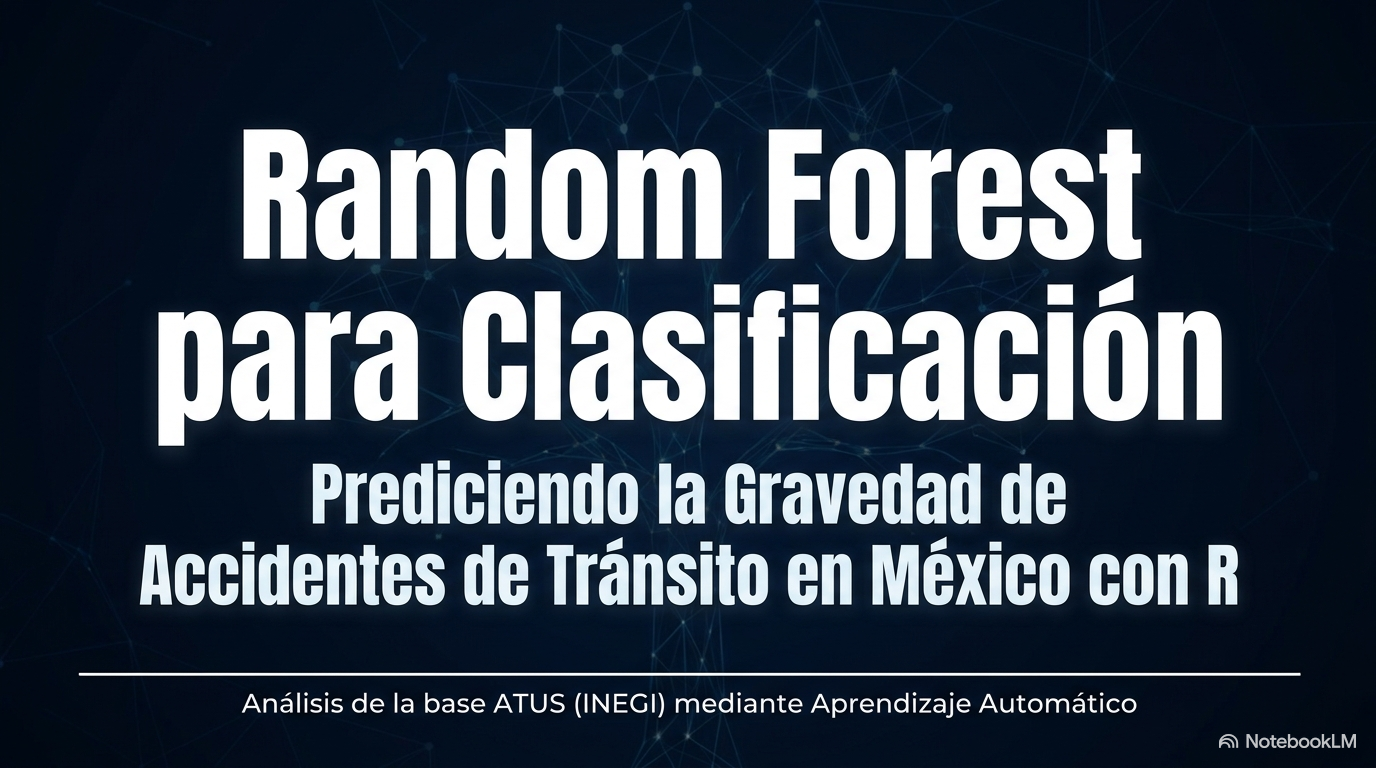 Random Forest
para Clasificación
Prediciendo la Gravedad de
Accidentes de Tránsito en México con R
Análisis de la base ATUS (INEGI) mediante Aprendizaje Automático
NotebookLM